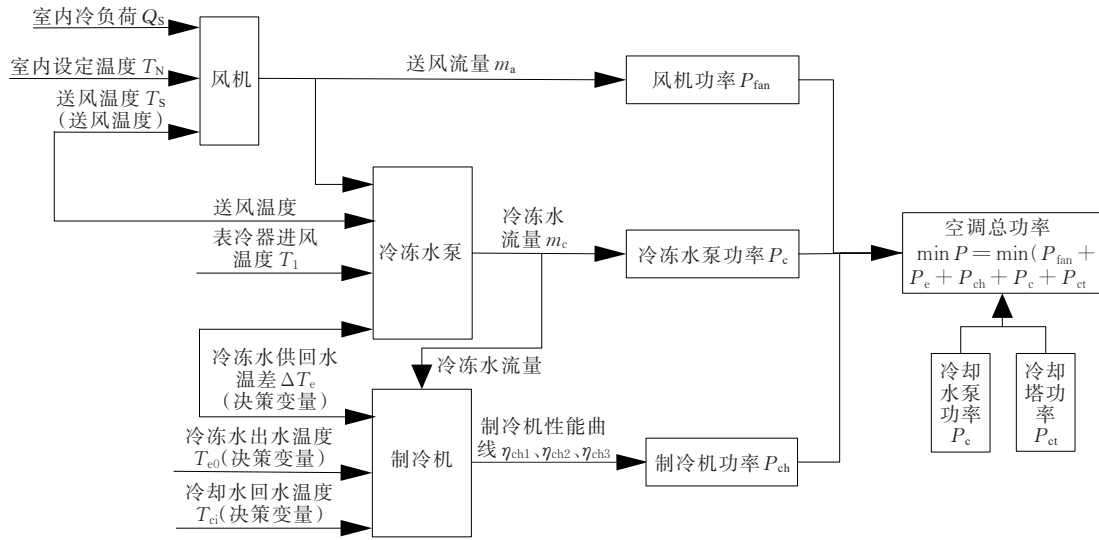 室内冷负荷 Qs
室内设定温度 TN
送风温度 Ts
(送风温度)
风机
送风流量 ma
风机功率 Pfan
送风温度
表冷器进风
温度 T1
冷冻水泵
冷冻水
流量 mc
冷冻水泵功率 Pc
空调总功率
min P=min(Pfan+
Pe+Pch+Pc+Pct
冷冻水供回水
温差 ΔTe
(决策变量)
冷冻水流量
冷却
水泵
功率
Pc
冷却
塔功
率
Pct
冷冻水出水温度
Te0(决策变量)
冷却水回水温度
Tci(决策变量)
制冷机
制冷机性能曲
线 ηch1、ηch2、ηch3
制冷机功率 Pch